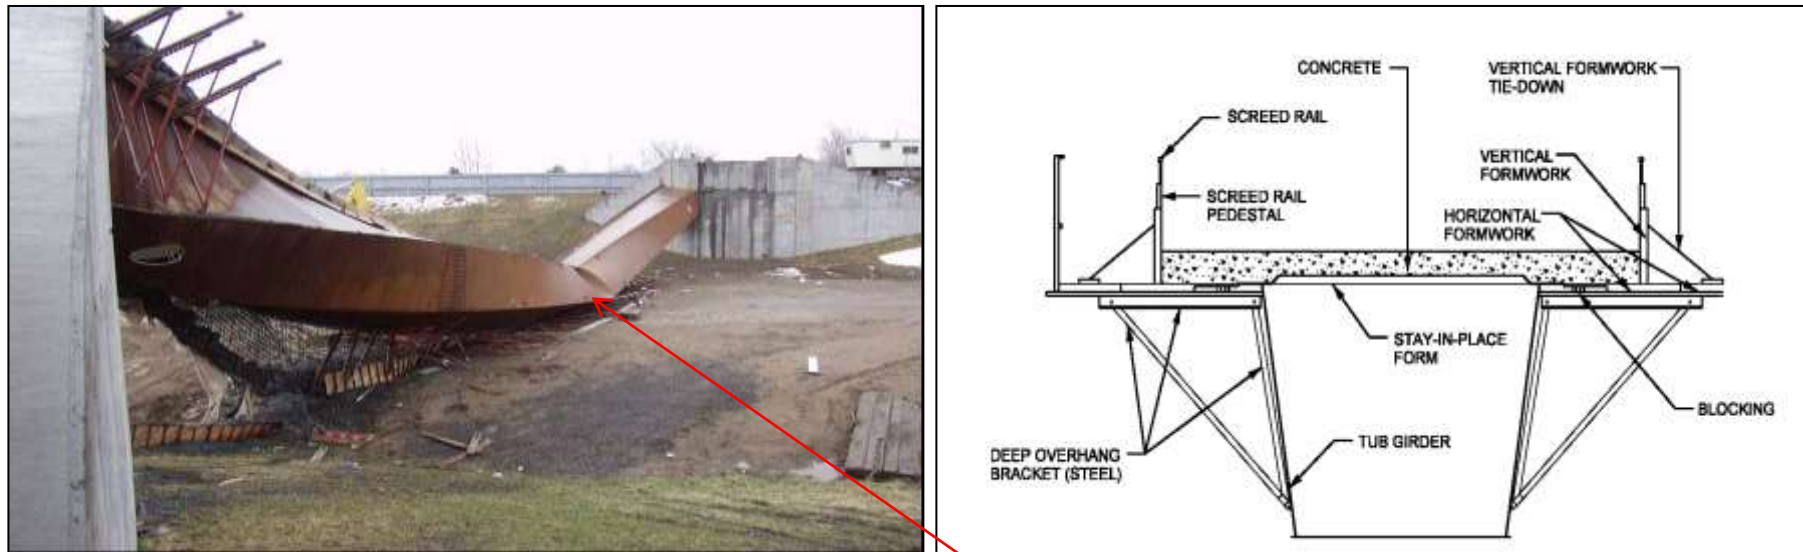 CONCRETE
VERTICAL FORMWORK
TIE-DOWN
SCREED RAIL
VERTICAL
FORMWORK
SCREED RAIL
PEDESTAL
HORIZONTAL
FORMWORK
STAY-IN-PLACE
FORM
BLOCKING
TUB GIRDER
DEEP OVERHANG
BRACKET (STEEL)